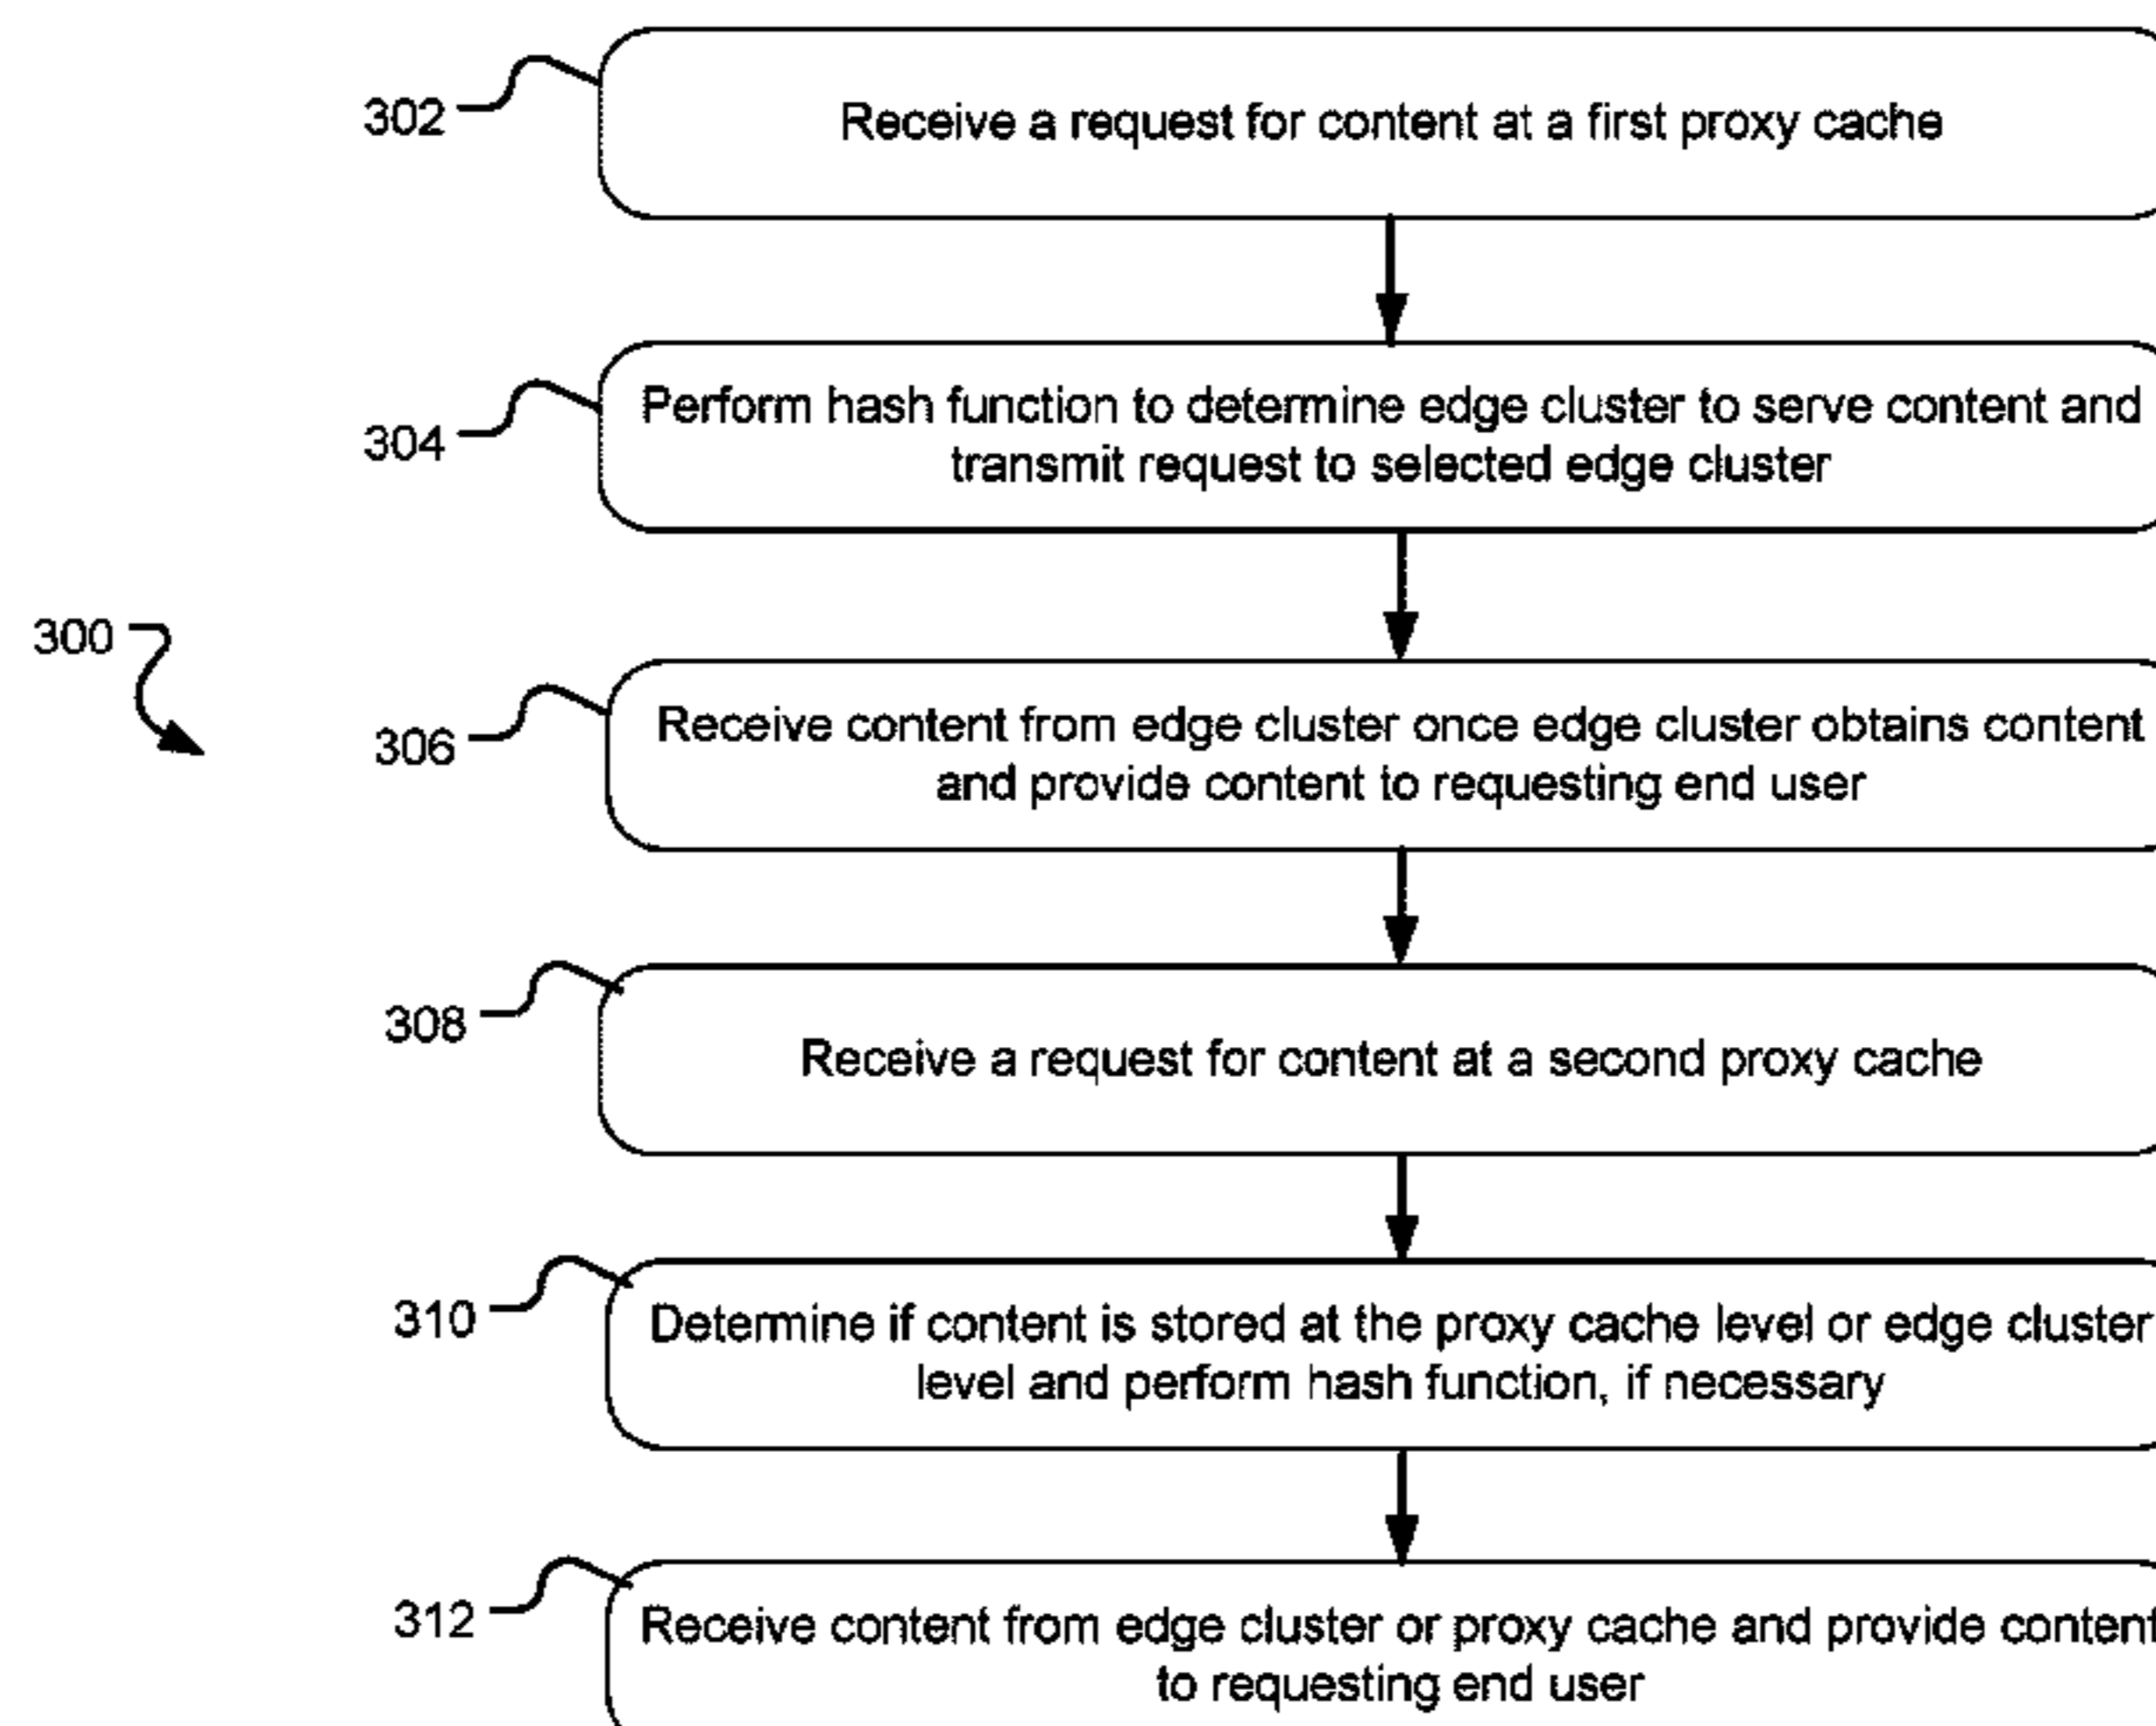 302
Receive a request for content at a first proxy cache
304
Perform hash function to determine edge cluster to serve content and
transmit request to selected edge cluster
300
306
Receive content from edge cluster once edge cluster obtains content
and provide content to requesting end user
308
Receive a request for content at a second proxy cache
310
Determine if content is stored at the proxy cache level or edge cluster
level and perform hash function, if necessary
312
Receive content from edge cluster or proxy cache and provide content
to requesting end user